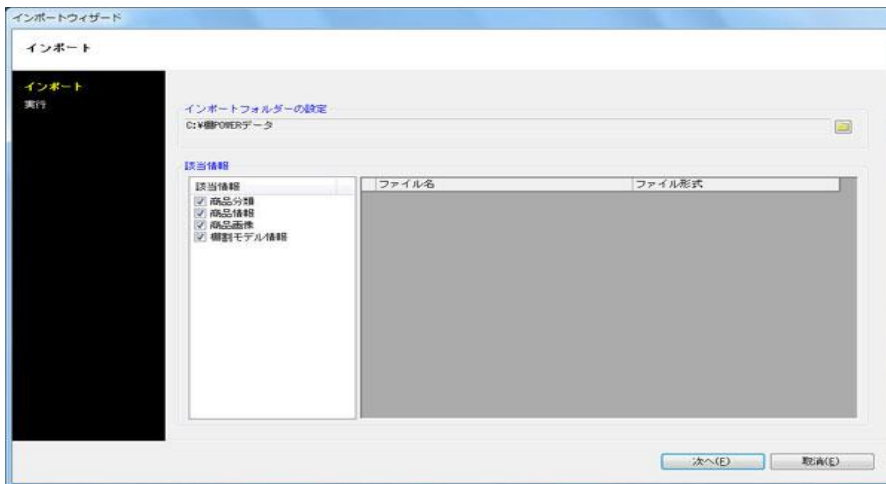 インポートウィザード
インポート
インポート
実行
インポートフォルダーの設定
C:¥棚POWERデータ
該当情報
該当情報
ファイル名
ファイル形式
商品分類
商品情報
商品画像
棚割モデル情報
次へ(F)
取消(E)